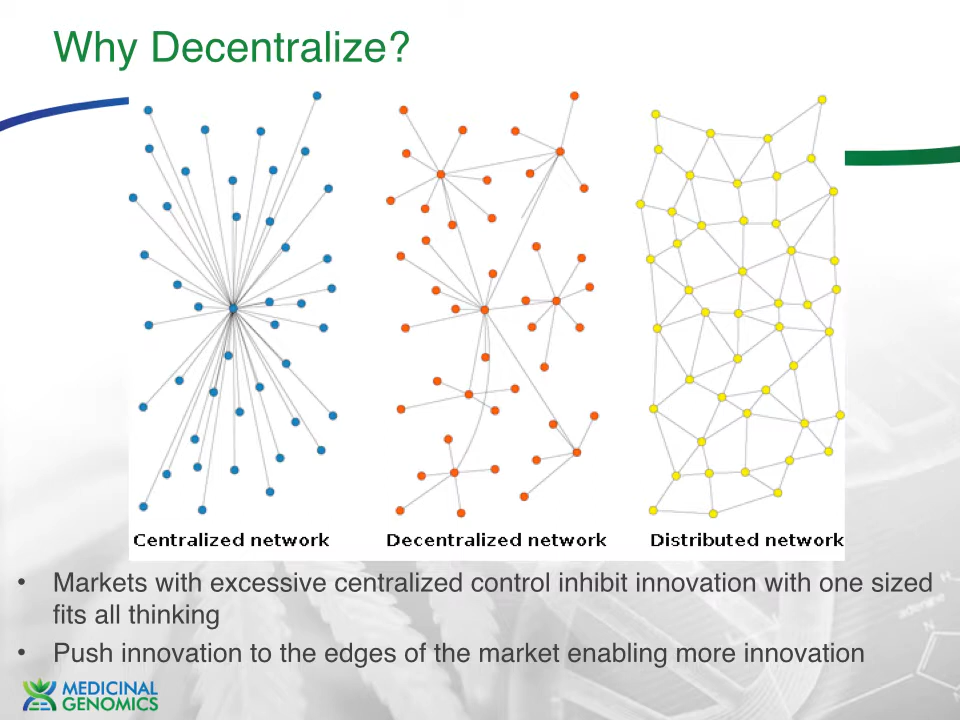 Why Decentralize?
Centralized network
Decentralized network
Distributed network
• Markets with excessive centralized control inhibit innovation with one sized
fits all thinking
• Push innovation to the edges of the market enabling more innovation
MEDICINAL
GENOMICS